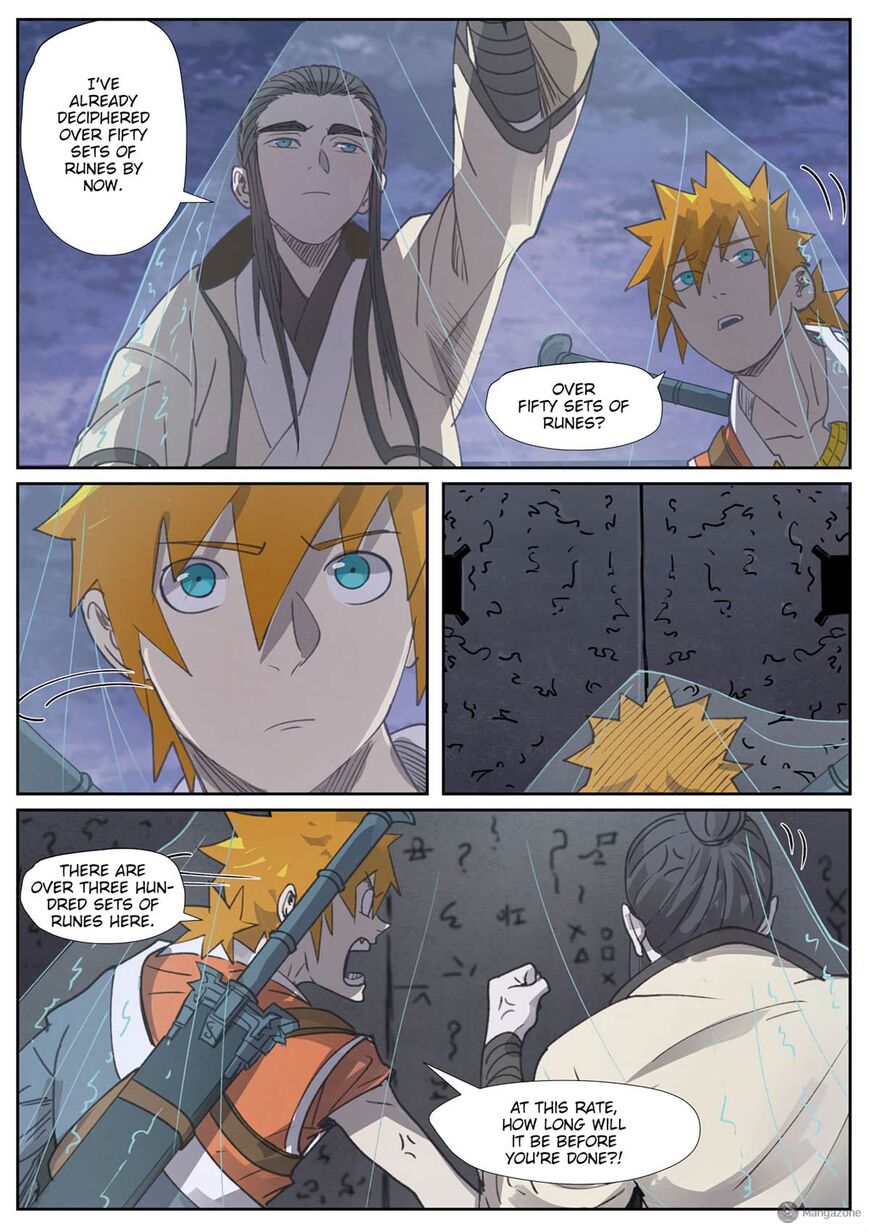 I'VE
ALREADY
DECIPHERED
OVER FIFTY
SETS OF
RUNES BY
NOW.
OVER
FIFTY SETS OF
RUNES?
THERE ARE
OVER THREE HUN-
DRED SETS OF
RUNES HERE.
AT THIS RATE,
HOW LONG WILL
IT BE BEFORE
YOU'RE DONE?!
Mangazone